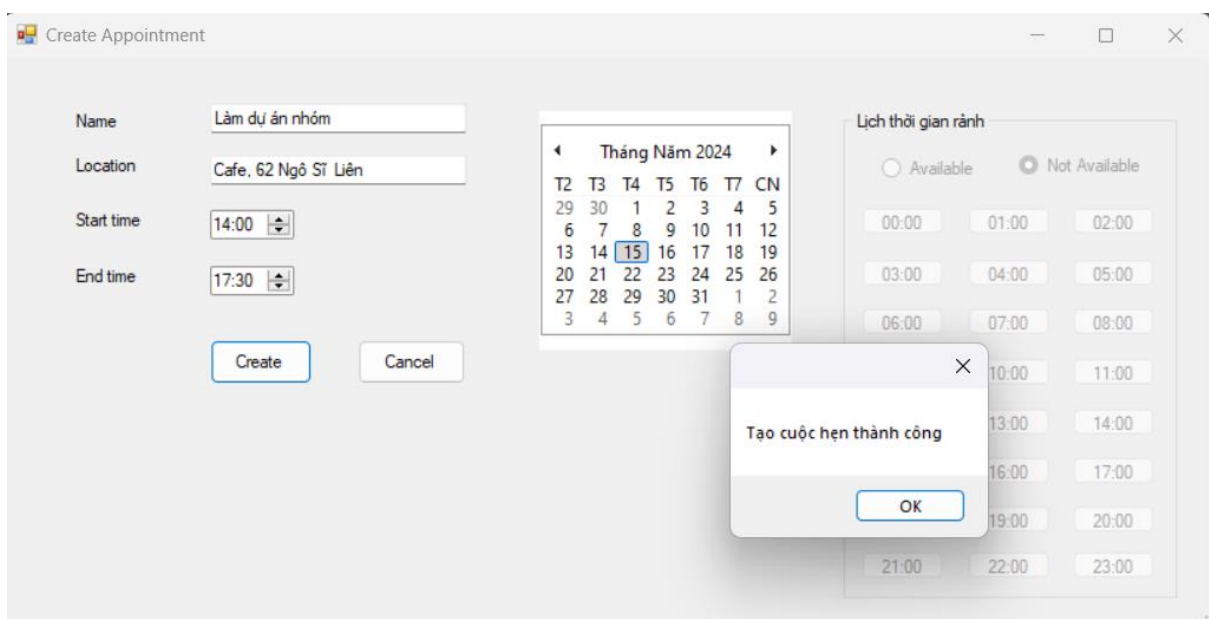 Create Appointment
Name
Làm dự án nhóm
Location
Cafe, 62 Ngô Sĩ Liên
Start time
14:00
End time
17:30
Create Cancel
Tháng Năm 2024
T2 T3 T4 T5 T6 T7 CN
29 30 1 2 3 4 5
6 7 8 9 10 11 12
13 14 15 16 17 18 19
20 21 22 23 24 25 26
27 28 29 30 31 1 2
3 4 5 6 7 8 9
Lịch thời gian rảnh
Available Not Available
00:00 01:00 02:00
03:00 04:00 05:00
06:00 07:00 08:00
10:00 11:00
13:00 14:00
16:00 17:00
19:00 20:00
21:00 22:00 23:00
Tạo cuộc hẹn thành công
OK